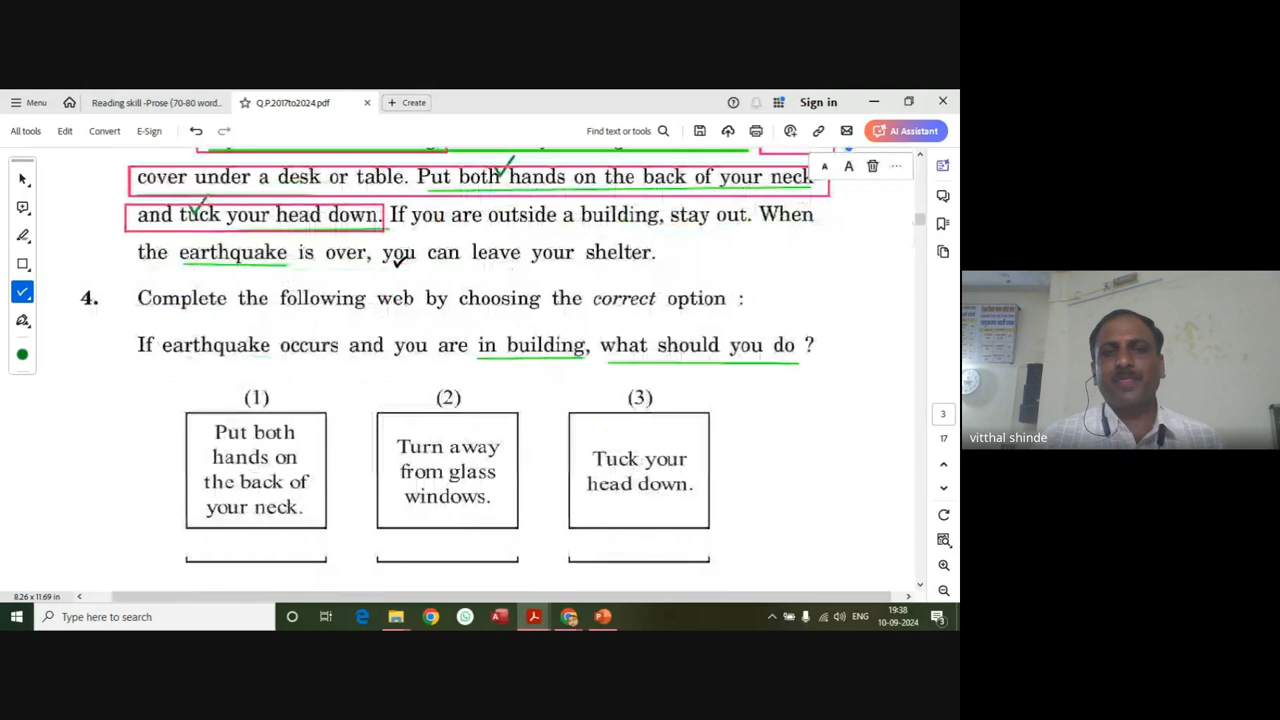 Menu
Reading skill -Prose (70-80 word...
Q.P.2017to2024.pdf
Create
Sign in
All tools
Edit
Convert
E-Sign
Find text or tools
AI Assistant
A
A
cover under a desk or table. Put both hands on the back of your neck
and tuck your head down. If you are outside a building, stay out. When
the earthquake is over, you can leave your shelter.
4. Complete the following web by choosing the correct option :
If earthquake occurs and you are in building, what should you do ?
(1)
(2)
(3)
Put both
hands on
the back of
your neck.
Turn away
from glass
windows.
Tuck your
head down.
3
17
8.26 x 11.69 in
vitthal shinde
Type here to search
ENG
19:38
10-09-2024
3